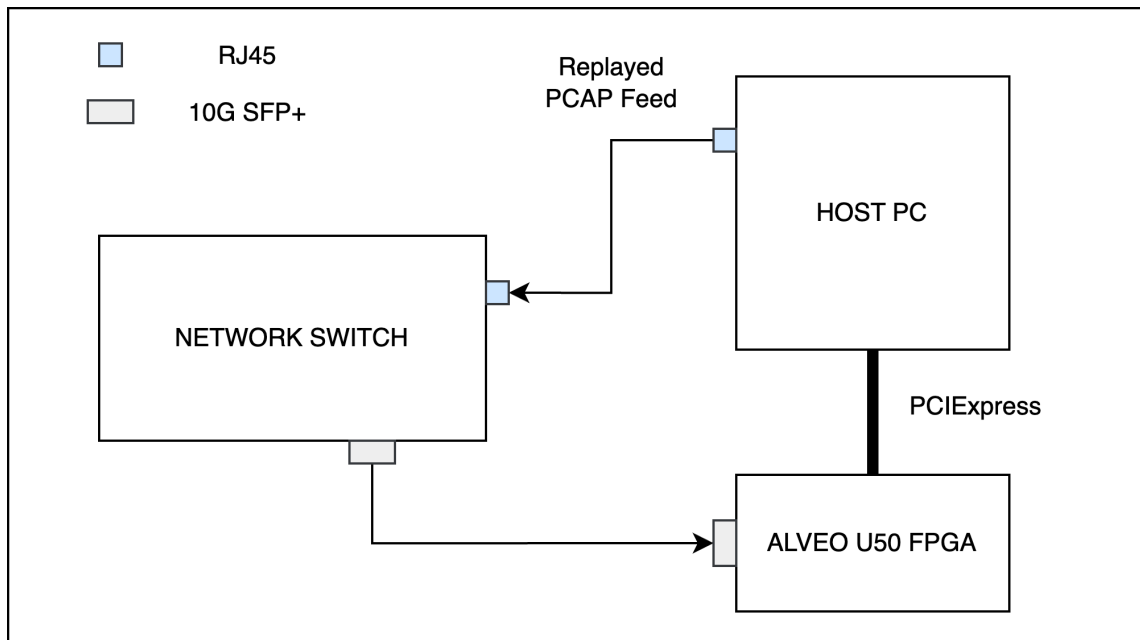 RJ45
10G SFP+
Replayed
PCAP Feed
HOST PC
NETWORK SWITCH
PCIExpress
ALVEO U50 FPGA